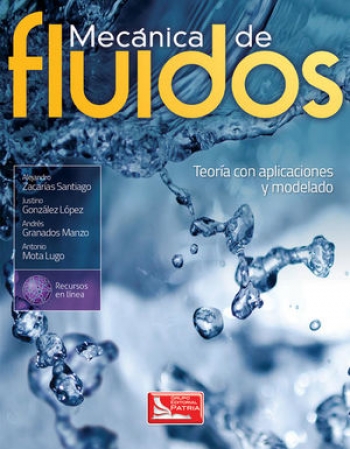 Mecánica de
fluidos
Teoría con aplicaciones
y modelado
Alejandro
Zacarías Santiago
Justino
González López
Andrés
Granados Manzo
Antonio
Mota Lugo
Recursos
en línea
GRUPO
EDITORIAL
PATRIA